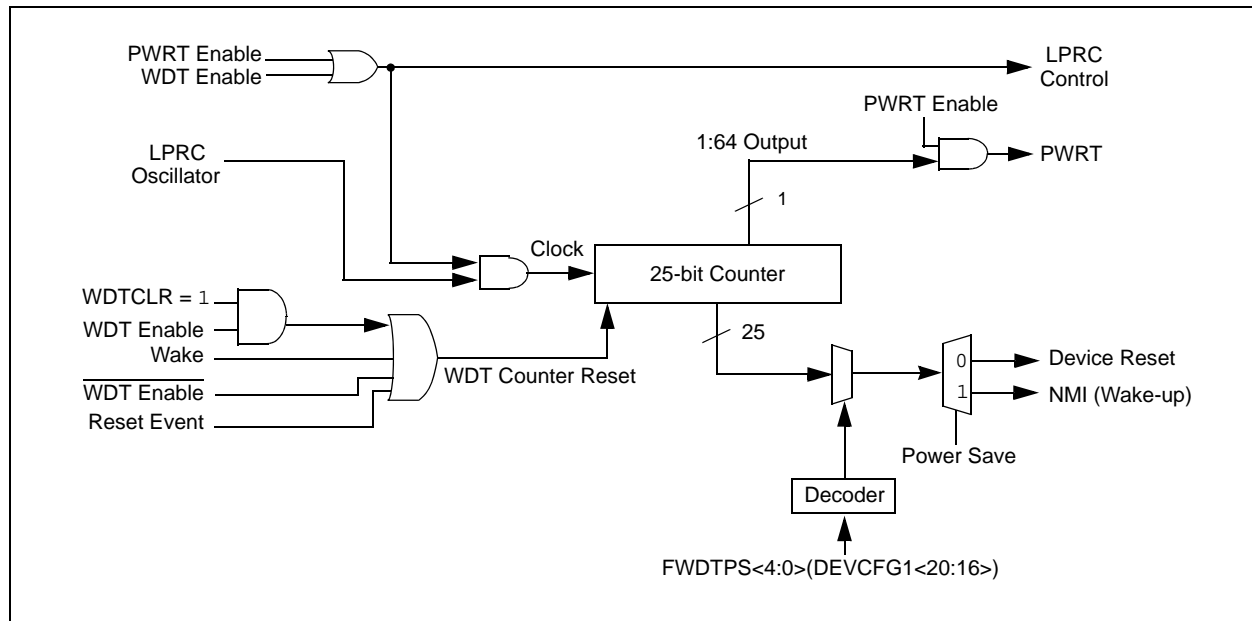 PWRT Enable
WDT Enable
LPRC
Control
PWRT Enable
1:64 Output
LPRC
Oscillator
PWRT
1
Clock
25-bit Counter
WDTCLR = 1
WDT Enable
Wake
25
WDT Counter Reset
WDT Enable
Reset Event
0
Device Reset
1
NMI (Wake-up)
Power Save
Decoder
FWDTPS<4:0>(DEVCFG1<20:16>)